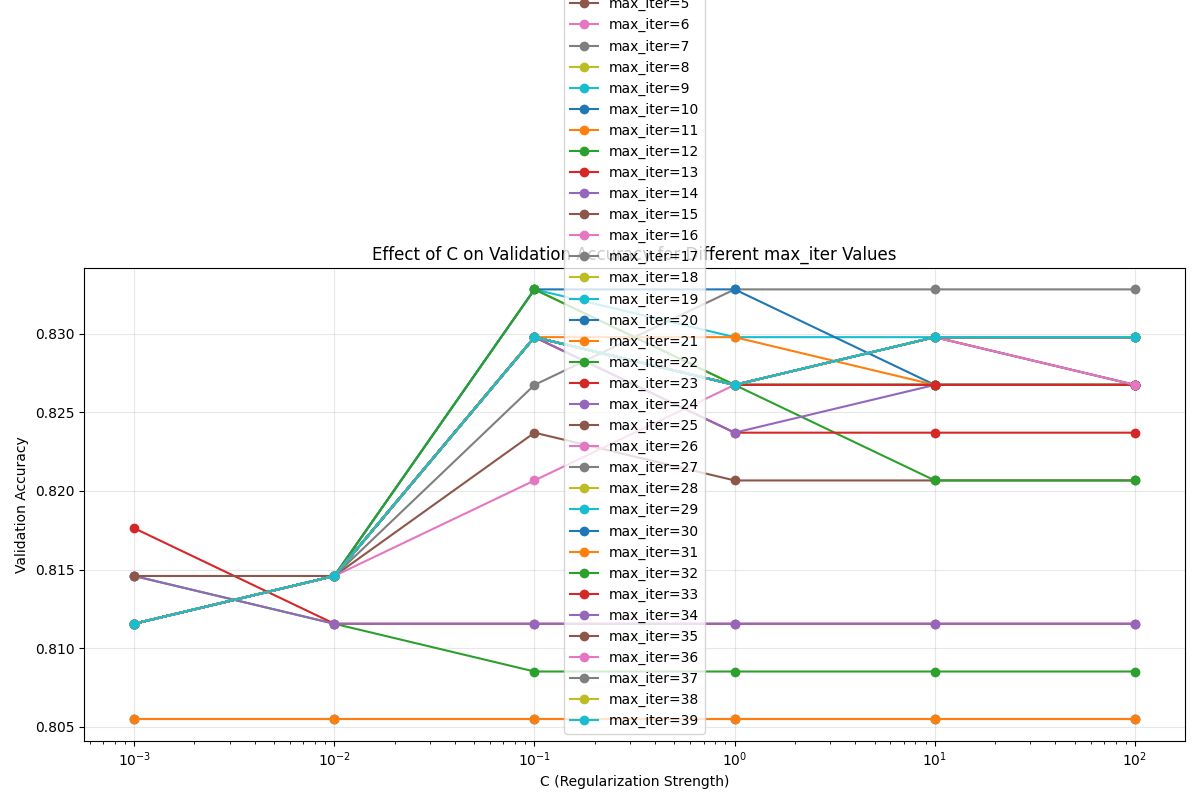 max_iter=5
max_iter=6
max_iter=7
max_iter=8
max_iter=9
max_iter=10
max_iter=11
max_iter=12
max_iter=13
max_iter=14
max_iter=15
max_iter=16
Effect of C on Validation Accuracy for Different max_iter Values
max_iter=17
max_iter=18
max_iter=19
max_iter=20
max_iter=21
max_iter=22
max_iter=23
max_iter=24
max_iter=25
max_iter=26
max_iter=27
max_iter=28
max_iter=29
max_iter=30
max_iter=31
max_iter=32
max_iter=33
max_iter=34
max_iter=35
max_iter=36
max_iter=37
max_iter=38
max_iter=39
Validation Accuracy
0.830
0.825
0.820
0.815
0.810
0.805
10⁻³ 10⁻² 10⁻¹ 10⁰ 10¹ 10²
C (Regularization Strength)